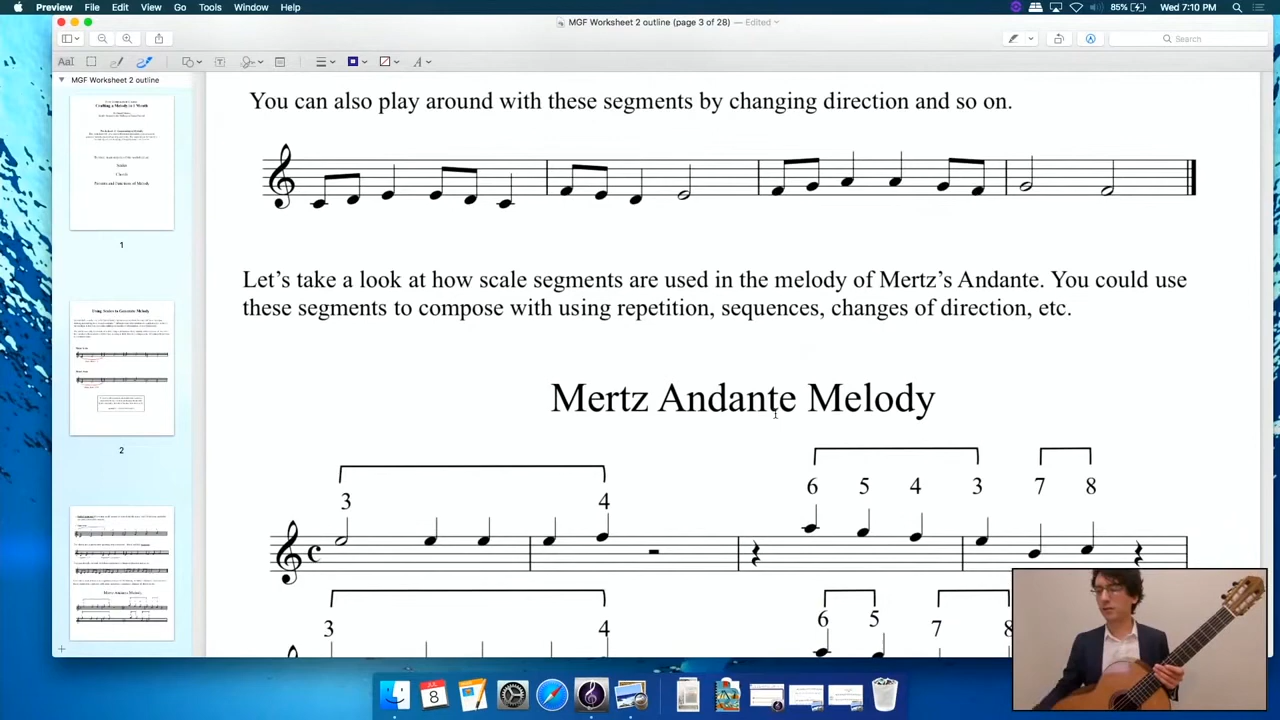 Preview File Edit View Go Tools Window Help 85% Wed 7:10 PM
MGF Worksheet 2 outline (page 3 of 28) — Edited
Search
MGF Worksheet 2 outline
You can also play around with these segments by changing direction and so on.
Let’s take a look at how scale segments are used in the melody of Mertz’s Andante. You could use
these segments to compose with using repetition, sequence, changes of direction, etc.
Mertz Andante Melody
6 5 4 3 7 8
3 4
6 5 7 8
3 4
1
2